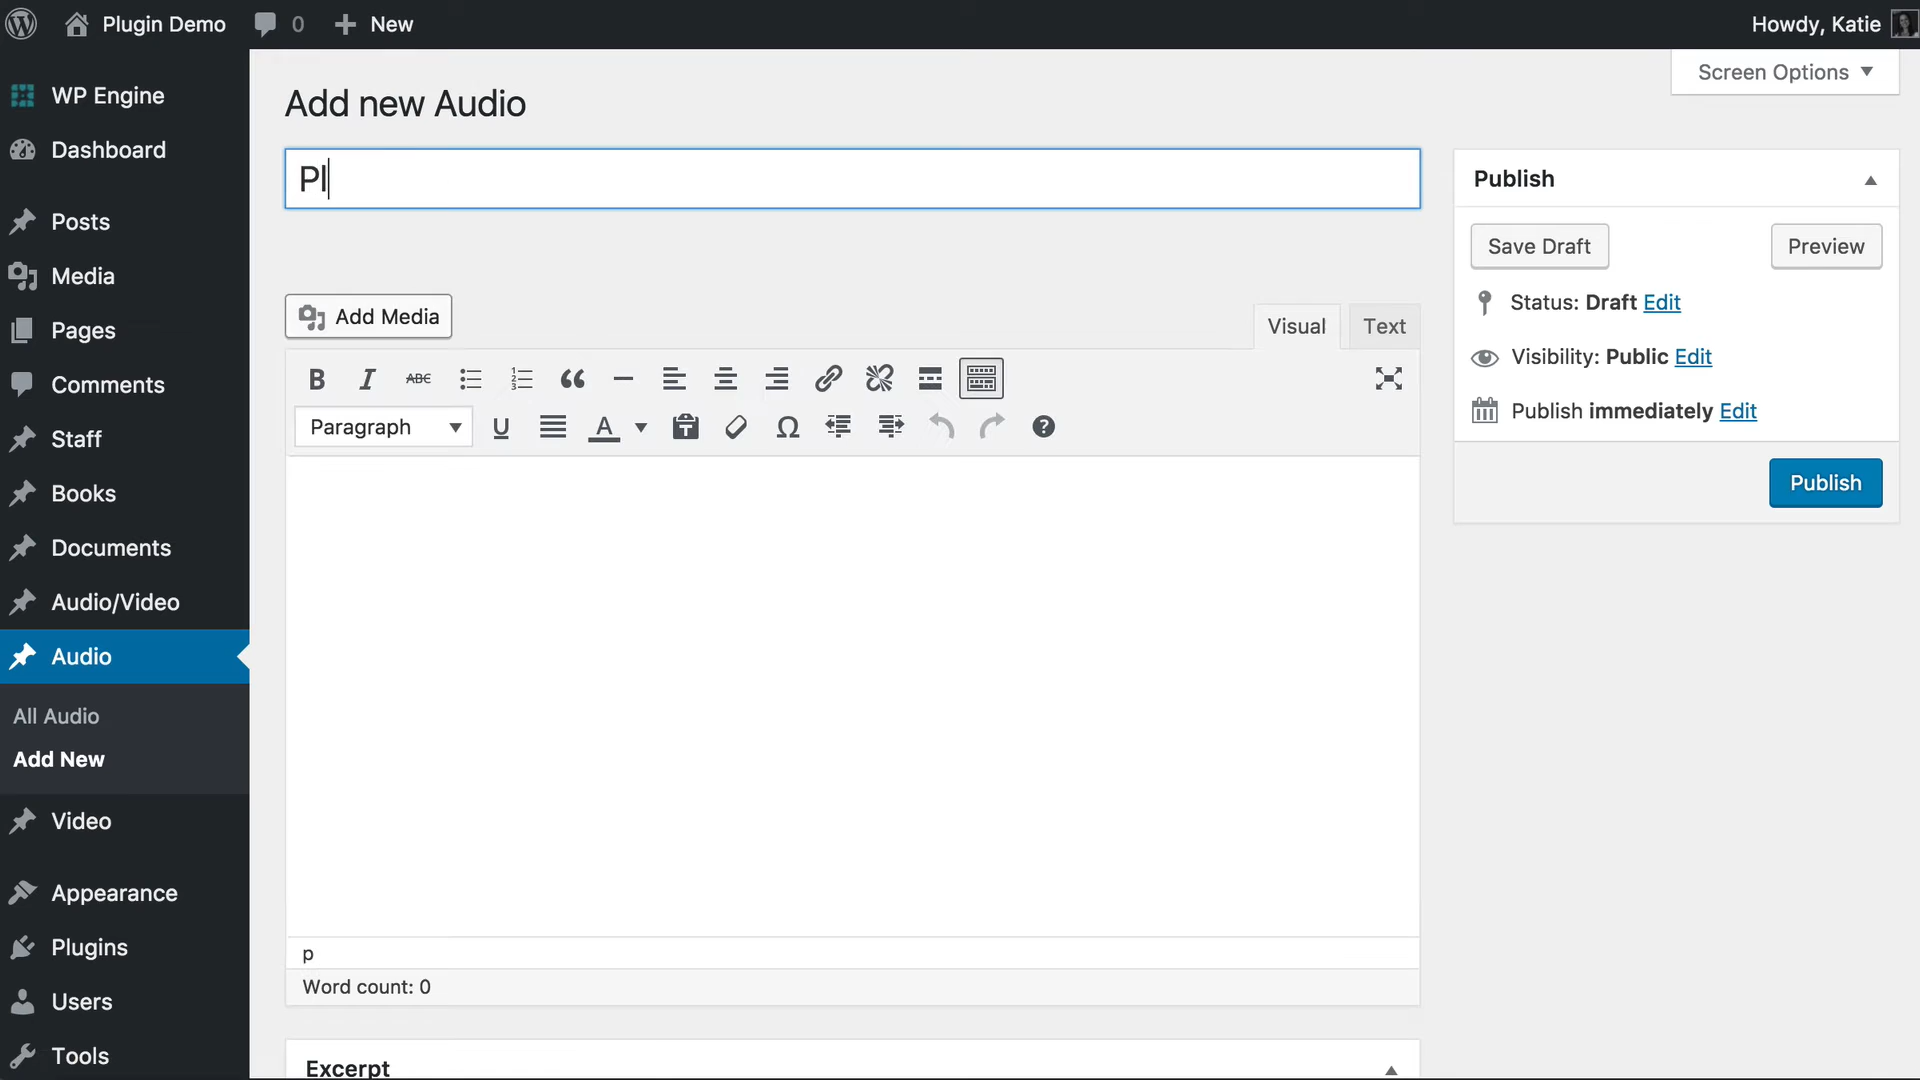 Plugin Demo
0
New
Howdy, Katie
Screen Options
WP Engine
Dashboard
Posts
Media
Pages
Comments
Staff
Books
Documents
Audio/Video
Audio
All Audio
Add New
Video
Appearance
Plugins
Users
Tools
Add new Audio
Pl
Add Media
Visual
Text
B I ABC
Paragraph
U
A
Ω
p
Word count: 0
Excerpt
Publish
Save Draft
Preview
Status: Draft Edit
Visibility: Public Edit
Publish immediately Edit
Publish